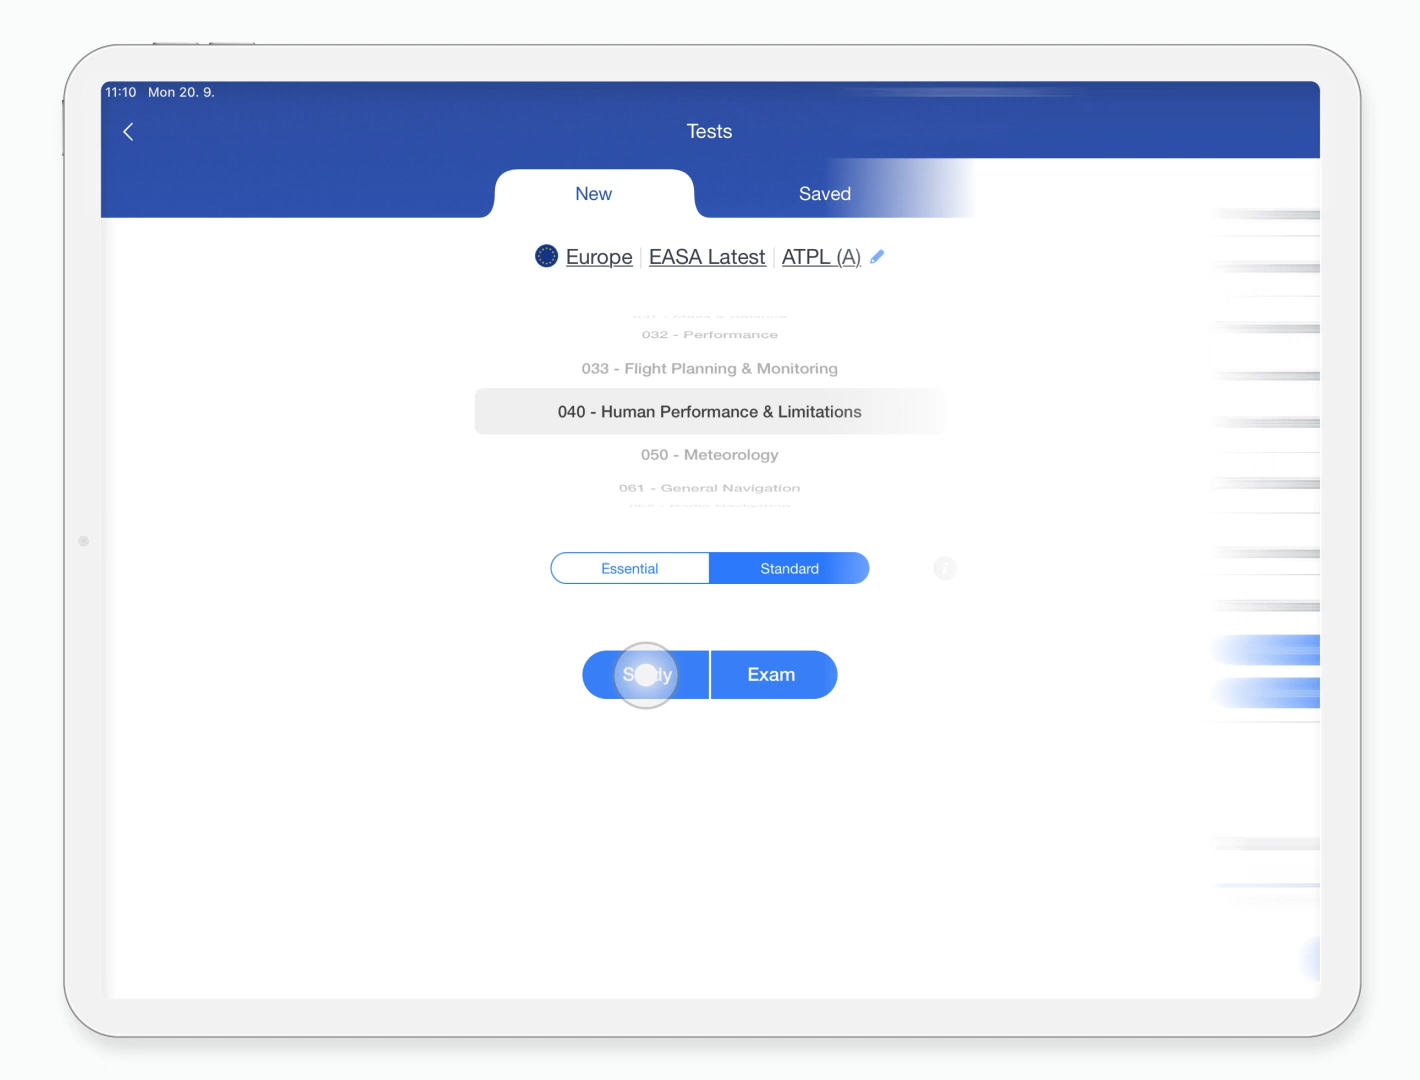 11:10 Mon 20. 9.
Tests
New Saved
Europe | EASA Latest | ATPL (A)
032 - Performance
033 - Flight Planning & Monitoring
040 - Human Performance & Limitations
050 - Meteorology
061 - General Navigation
Essential Standard
Study Exam